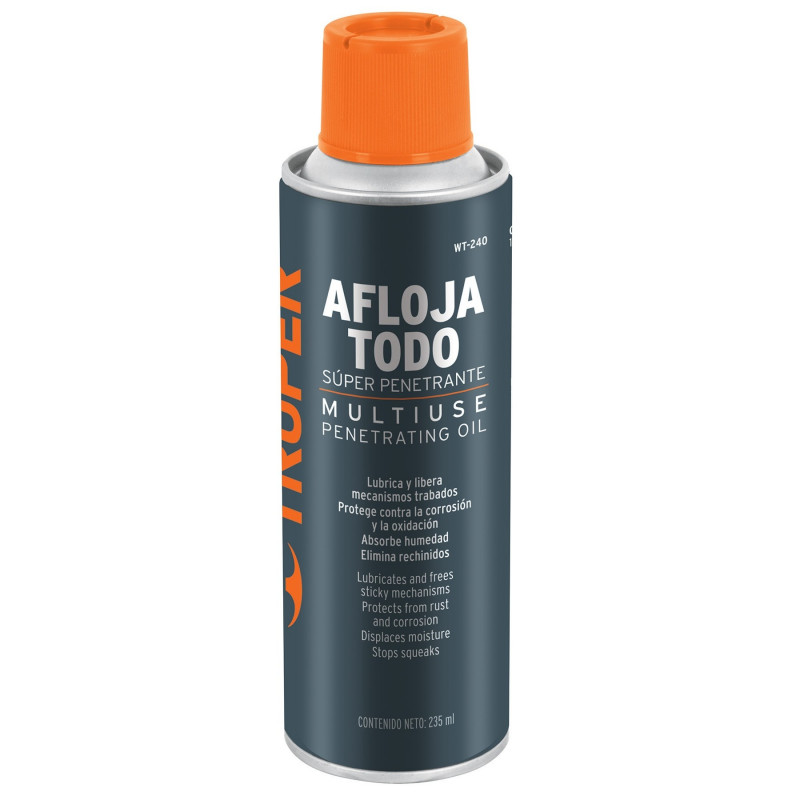 WT-240
TRUPER
AFLOJA
TODO
SÚPER PENETRANTE
MULTIUSE
PENETRATING OIL
Lubrica y libera
mecanismos trabados
Protege contra la corrosión
y la oxidación
Absorbe humedad
Elimina rechinidos
Lubricates and frees
sticky mechanisms
Protects from rust
and corrosion
Displaces moisture
Stops squeaks
CONTENIDO NETO: 235 ml